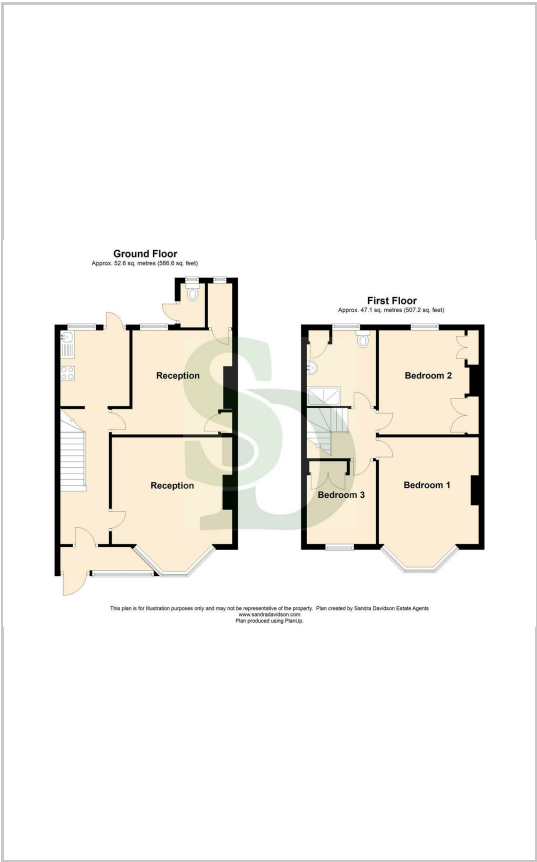 Ground Floor
Approx. 52.6 sq. metres (566.6 sq. feet)
Reception
Reception
First Floor
Approx. 47.1 sq. metres (507.2 sq. feet)
Bedroom 2
Bedroom 1
Bedroom 3
SD
This plan is for illustration purposes only and may not be representative of the property. Plan created by Sandra Davidson Estate Agents
www.sandradavidson.com
Plan produced using PlanUp.